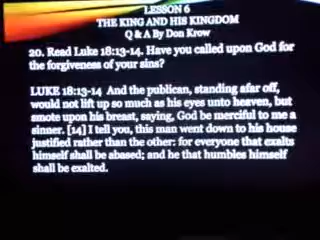 LESSON 6
THE KING AND HIS KINGDOM
Q & A By Don Krow
20. Read Luke 18:13-14. Have you called upon God for
the forgiveness of your sins?
LUKE 18:13-14 And the publican, standing afar off,
would not lift up so much as his eyes unto heaven, but
smote upon his breast, saying, God be merciful to me a
sinner. [14] I tell you, this man went down to his house
justified rather than the other: for everyone that exalts
himself shall be abased; and he that humbles himself
shall be exalted.